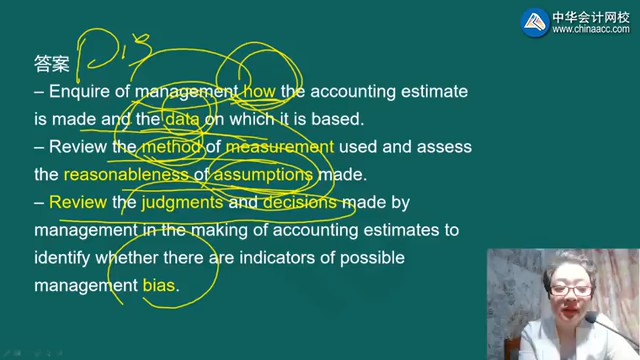 中华会计网校
www.chinaacc.com
答案
– Enquire of management how the accounting estimate
is made and the data on which it is based.
– Review the method of measurement used and assess
the reasonableness of assumptions made.
– Review the judgments and decisions made by
management in the making of accounting estimates to
identify whether there are indicators of possible
management bias.